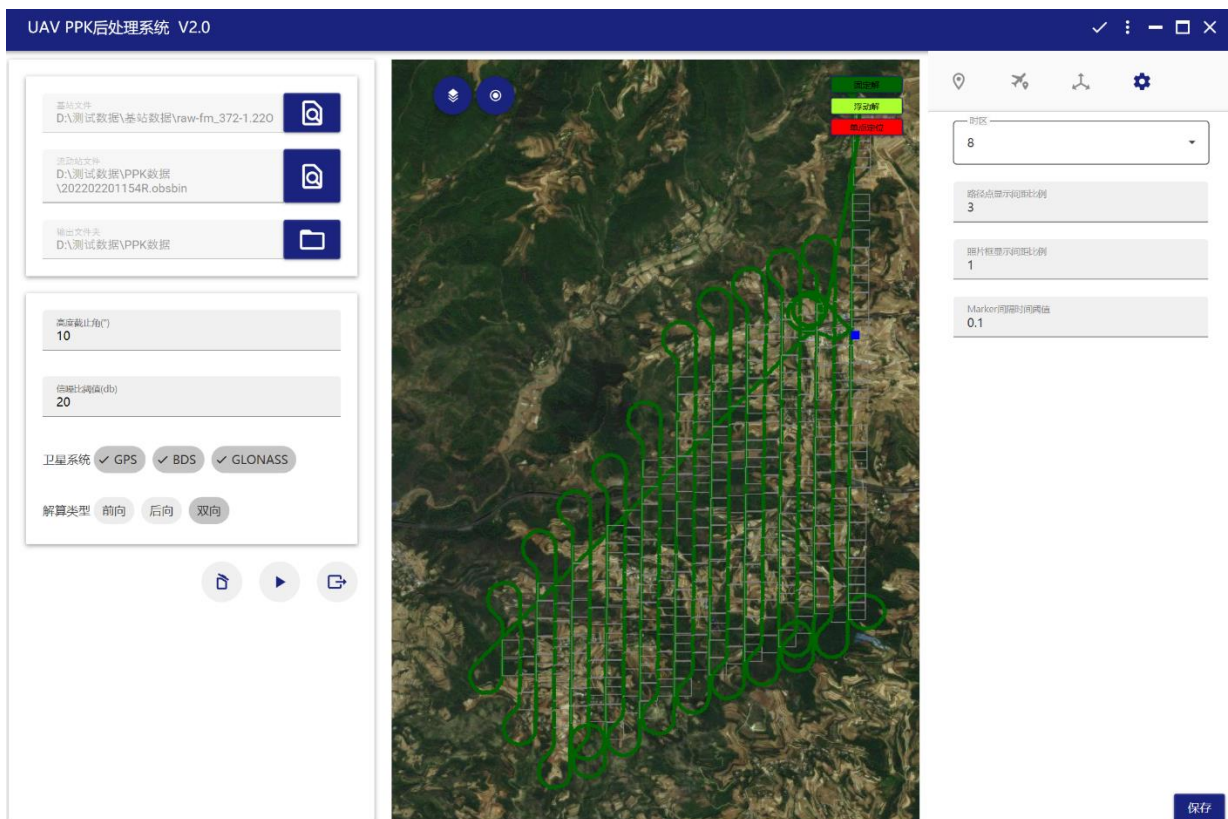 UAV PPK后处理系统 V2.0
基站文件
D:\测试数据\基站数据\raw-fm_372-1.22O
流动站文件
D:\测试数据\PPK数据
\202202201154R.obsbin
输出文件夹
D:\测试数据\PPK数据
高度截止角(°)
10
信噪比阈值(db)
20
卫星系统 GPS BDS GLONASS
解算类型 前向 后向 双向
固定解
浮动解
单点定位
时区
8
路径点显示间距比例
3
照片框显示间距比例
1
Marker间隔时间阈值
0.1
保存